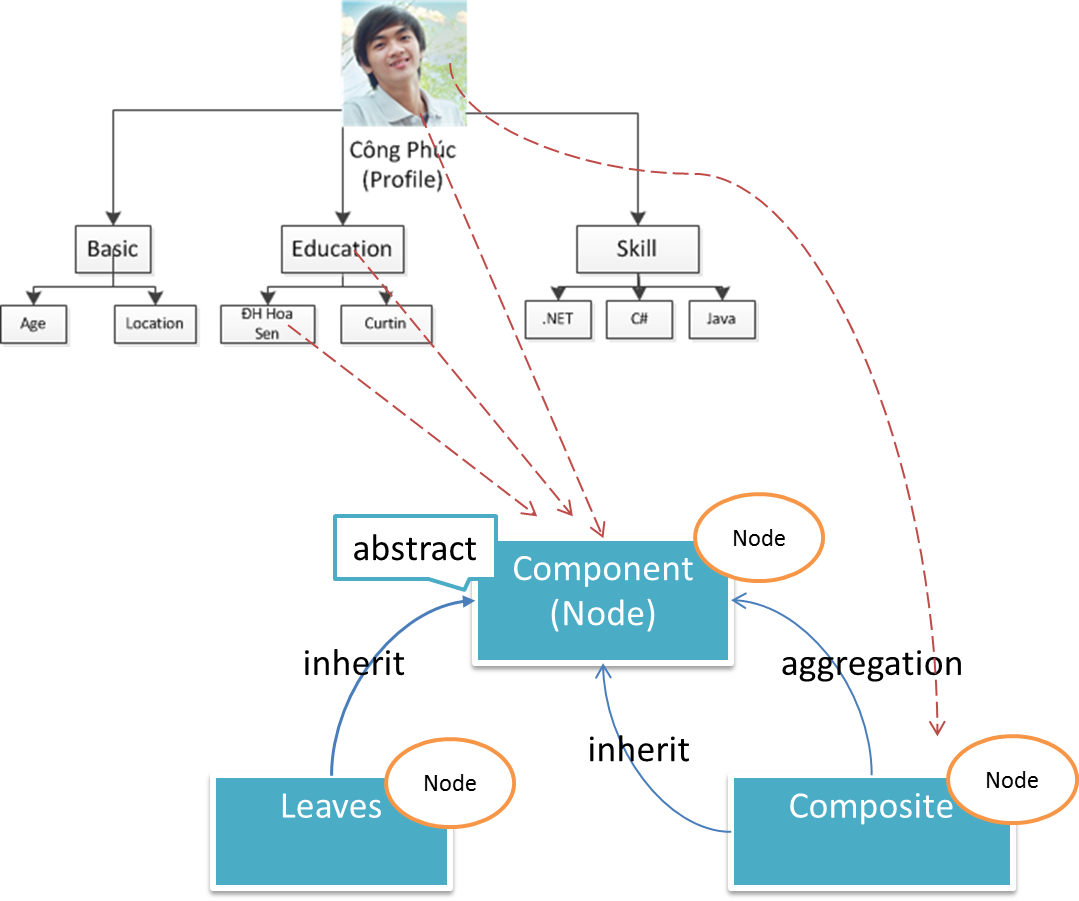 Công Phúc
(Profile)
Basic
Education
Skill
Age
Location
ĐH Hoa
Sen
Curtin
.NET
C#
Java
abstract
Component
(Node)
Node
inherit
aggregation
inherit
Leaves
Node
Composite
Node